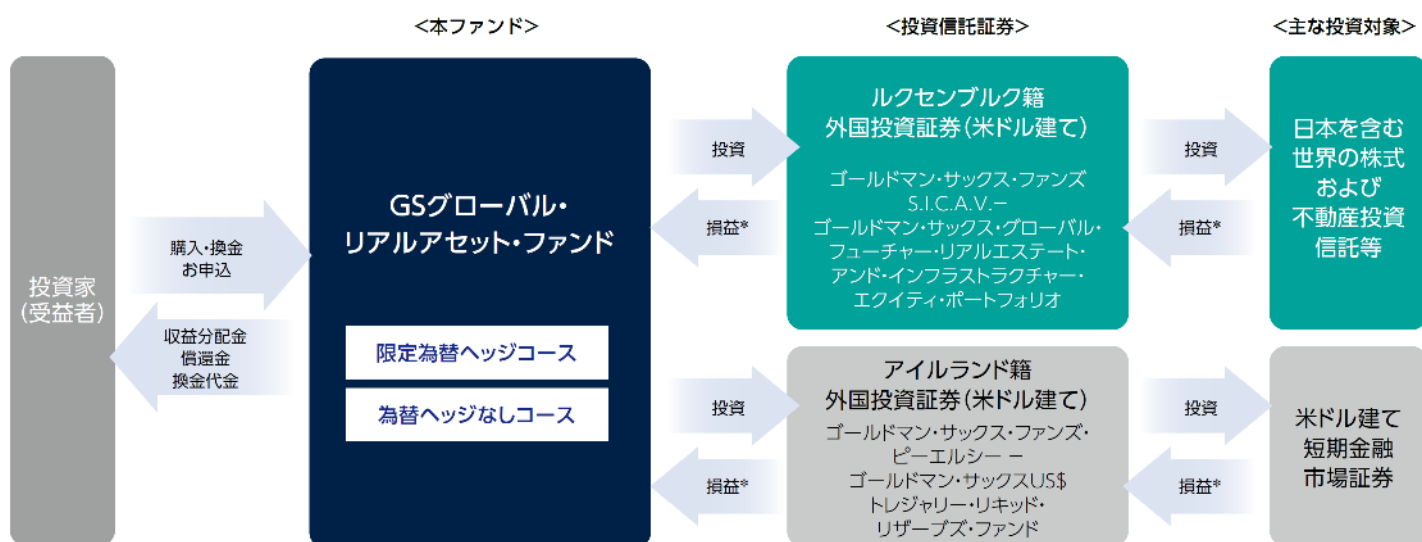 <本ファンド>
<投資信託証券>
<主な投資対象>
投資家
(受益者)
購入・換金
お申込
収益分配金
償還金
換金代金
GSグローバル・
リアルアセット・ファンド
限定為替ヘッジコース
為替ヘッジなしコース
投資
損益*
投資
損益*
ルクセンブルク籍
外国投資証券(米ドル建て)
ゴールドマン・サックス・ファンズ
S.I.C.A.V.−
ゴールドマン・サックス・グローバル・
フューチャー・リアルエステート・
アンド・インフラストラクチャー・
エクイティ・ポートフォリオ
アイルランド籍
外国投資証券(米ドル建て)
ゴールドマン・サックス・ファンズ・
ピーエルシー −
ゴールドマン・サックスUS$
トレジャリー・リキッド・
リザーブズ・ファンド
投資
損益*
投資
損益*
日本を含む
世界の株式
および
不動産投資
信託等
米ドル建て
短期金融
市場証券